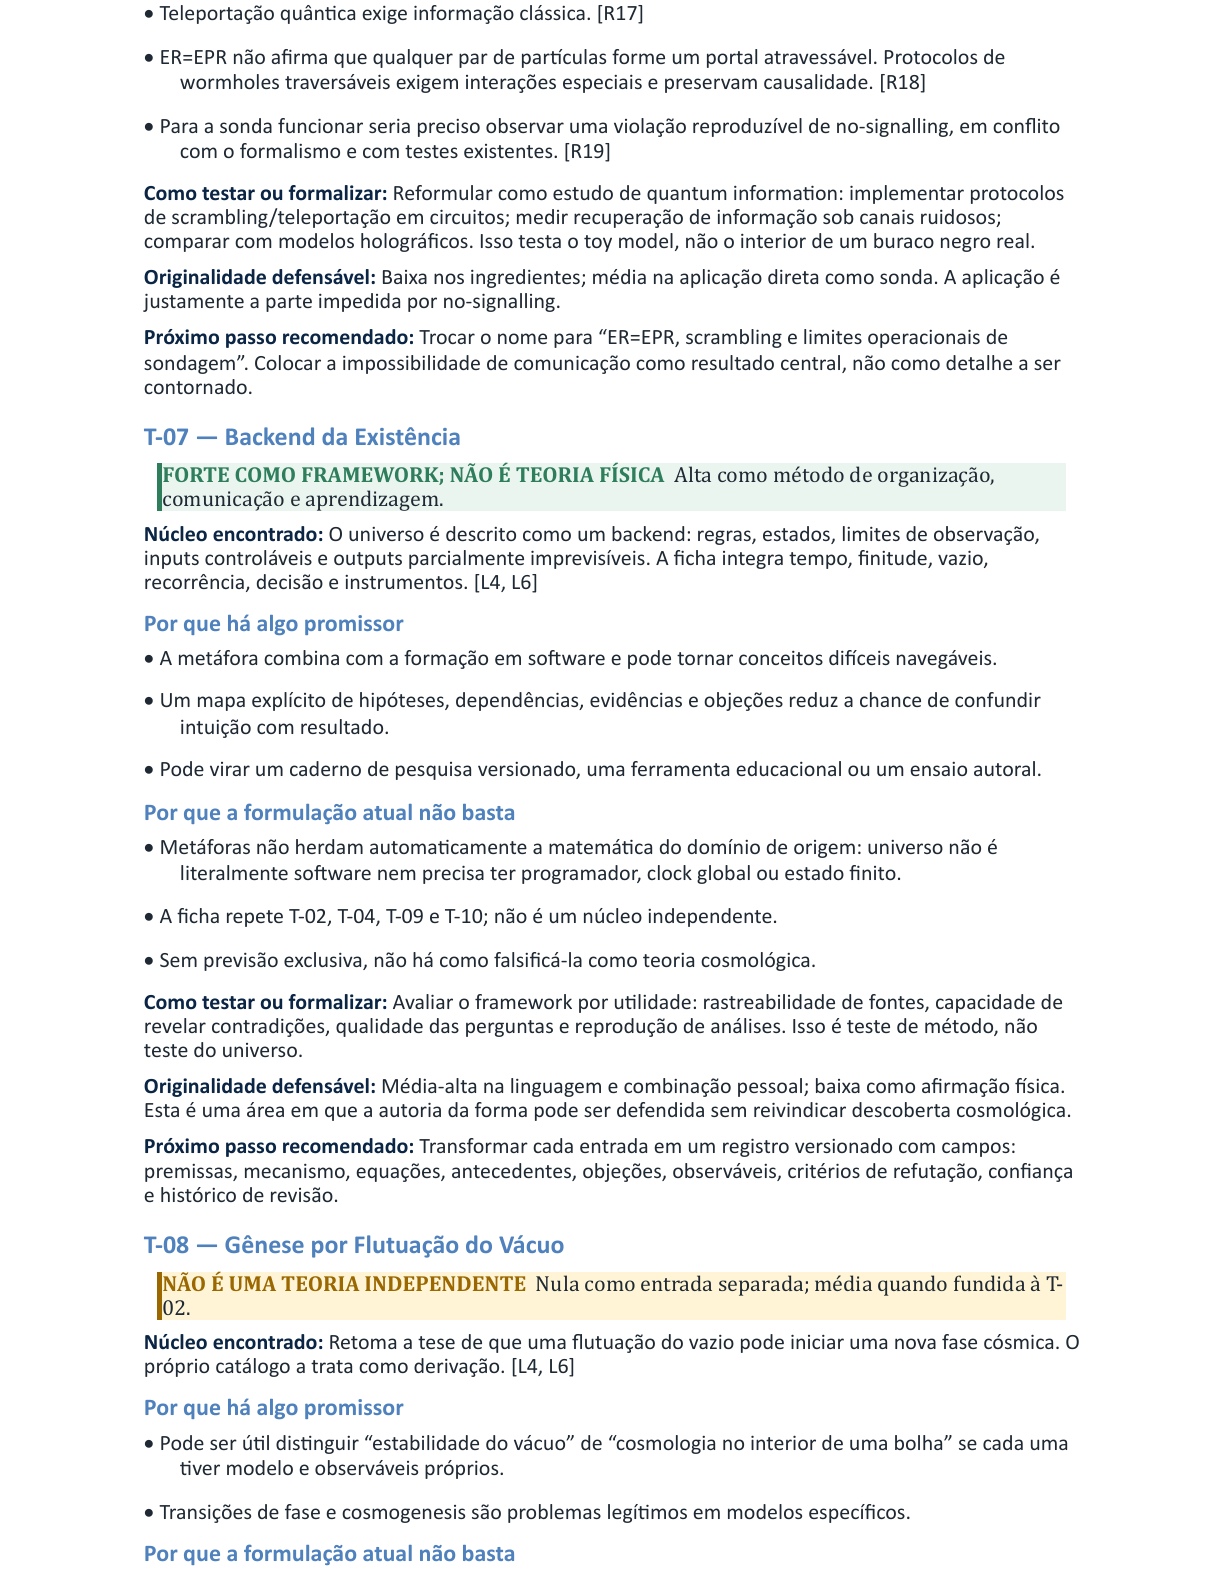 • Teleportação quântica exige informação clássica. [R17]
• ER=EPR não afirma que qualquer par de partículas forme um portal atravessável. Protocolos de
wormholes traversáveis exigem interações especiais e preservam causalidade. [R18]
• Para a sonda funcionar seria preciso observar uma violação reproduzível de no-signalling, em conflito
com o formalismo e com testes existentes. [R19]
Como testar ou formalizar: Reformular como estudo de quantum information: implementar protocolos
de scrambling/teleportação em circuitos; medir recuperação de informação sob canais ruidosos;
comparar com modelos holográficos. Isso testa o toy model, não o interior de um buraco negro real.
Originalidade defensável: Baixa nos ingredientes; média na aplicação direta como sonda. A aplicação é
justamente a parte impedida por no-signalling.
Próximo passo recomendado: Trocar o nome para “ER=EPR, scrambling e limites operacionais de
sondagem”. Colocar a impossibilidade de comunicação como resultado central, não como detalhe a ser
contornado.
T-07 — Backend da Existência
FORTE COMO FRAMEWORK; NÃO É TEORIA FÍSICA Alta como método de organização,
comunicação e aprendizagem.
Núcleo encontrado: O universo é descrito como um backend: regras, estados, limites de observação,
inputs controláveis e outputs parcialmente imprevisíveis. A ficha integra tempo, finitude, vazio,
recorrência, decisão e instrumentos. [L4, L6]
Por que há algo promissor
• A metáfora combina com a formação em software e pode tornar conceitos difíceis navegáveis.
• Um mapa explícito de hipóteses, dependências, evidências e objeções reduz a chance de confundir
intuição com resultado.
• Pode virar um caderno de pesquisa versionado, uma ferramenta educacional ou um ensaio autoral.
Por que a formulação atual não basta
• Metáforas não herdam automaticamente a matemática do domínio de origem: universo não é
literalmente software nem precisa ter programador, clock global ou estado finito.
• A ficha repete T-02, T-04, T-09 e T-10; não é um núcleo independente.
• Sem previsão exclusiva, não há como falsificá-la como teoria cosmológica.
Como testar ou formalizar: Avaliar o framework por utilidade: rastreabilidade de fontes, capacidade de
revelar contradições, qualidade das perguntas e reprodução de análises. Isso é teste de método, não
teste do universo.
Originalidade defensável: Média-alta na linguagem e combinação pessoal; baixa como afirmação física.
Esta é uma área em que a autoria da forma pode ser defendida sem reivindicar descoberta cosmológica.
Próximo passo recomendado: Transformar cada entrada em um registro versionado com campos:
premissas, mecanismo, equações, antecedentes, objeções, observáveis, critérios de refutação, confiança
e histórico de revisão.
T-08 — Gênese por Flutuação do Vácuo
NÃO É UMA TEORIA INDEPENDENTE Nula como entrada separada; média quando fundida à T-
02.
Núcleo encontrado: Retoma a tese de que uma flutuação do vazio pode iniciar uma nova fase cósmica. O
próprio catálogo a trata como derivação. [L4, L6]
Por que há algo promissor
• Pode ser útil distinguir “estabilidade do vácuo” de “cosmologia no interior de uma bolha” se cada uma
tiver modelo e observáveis próprios.
• Transições de fase e cosmogenesis são problemas legítimos em modelos específicos.
Por que a formulação atual não basta